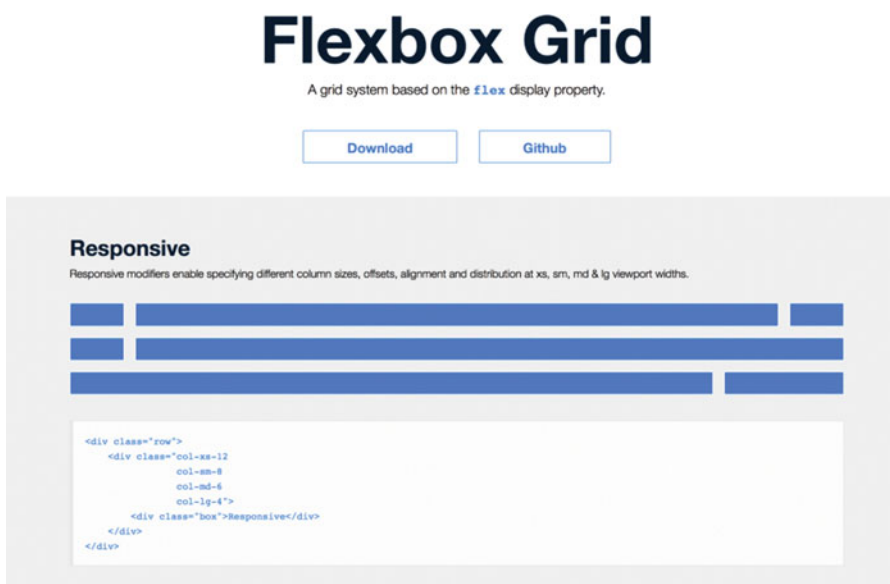 Flexbox Grid
A grid system based on the flex display property.
Download Github
Responsive
Responsive modifiers enable specifying different column sizes, offsets, alignment and distribution at xs, sm, md & lg viewport widths.
<div class="row">
<div class="col-xs-12
col-sm-8
col-md-6
col-lg-4">
<div class="box">Responsive</div>
</div>
</div>